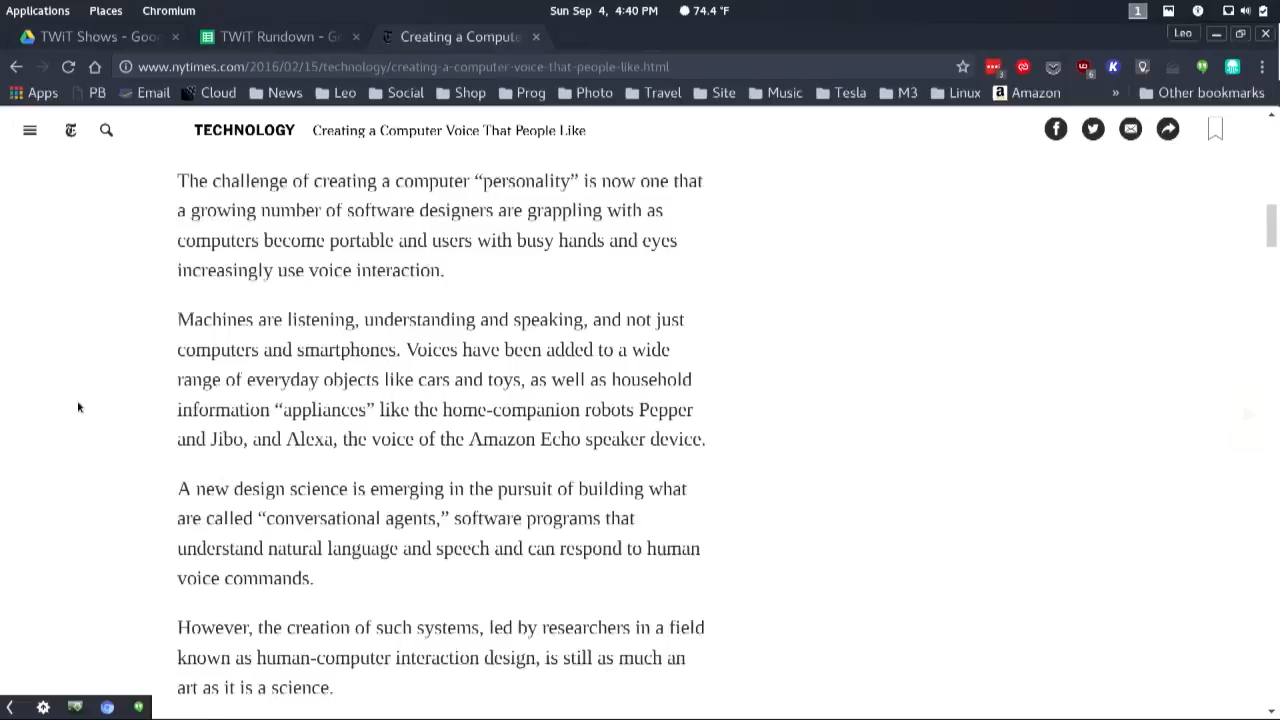 Applications Places Chromium Sun Sep 4, 4:40 PM 74.4 °F 1
TWiT Shows - Goo TWiT Rundown - G Creating a Compute Leo
www.nytimes.com/2016/02/15/technology/creating-a-computer-voice-that-people-like.html
Apps PB Email Cloud News Leo Social Shop Prog Photo Travel Site Music Tesla M3 Linux Amazon » Other bookmarks
TECHNOLOGY Creating a Computer Voice That People Like
The challenge of creating a computer “personality” is now one that
a growing number of software designers are grappling with as
computers become portable and users with busy hands and eyes
increasingly use voice interaction.
Machines are listening, understanding and speaking, and not just
computers and smartphones. Voices have been added to a wide
range of everyday objects like cars and toys, as well as household
information “appliances” like the home-companion robots Pepper
and Jibo, and Alexa, the voice of the Amazon Echo speaker device.
A new design science is emerging in the pursuit of building what
are called “conversational agents,” software programs that
understand natural language and speech and can respond to human
voice commands.
However, the creation of such systems, led by researchers in a field
known as human-computer interaction design, is still as much an
art as it is a science.